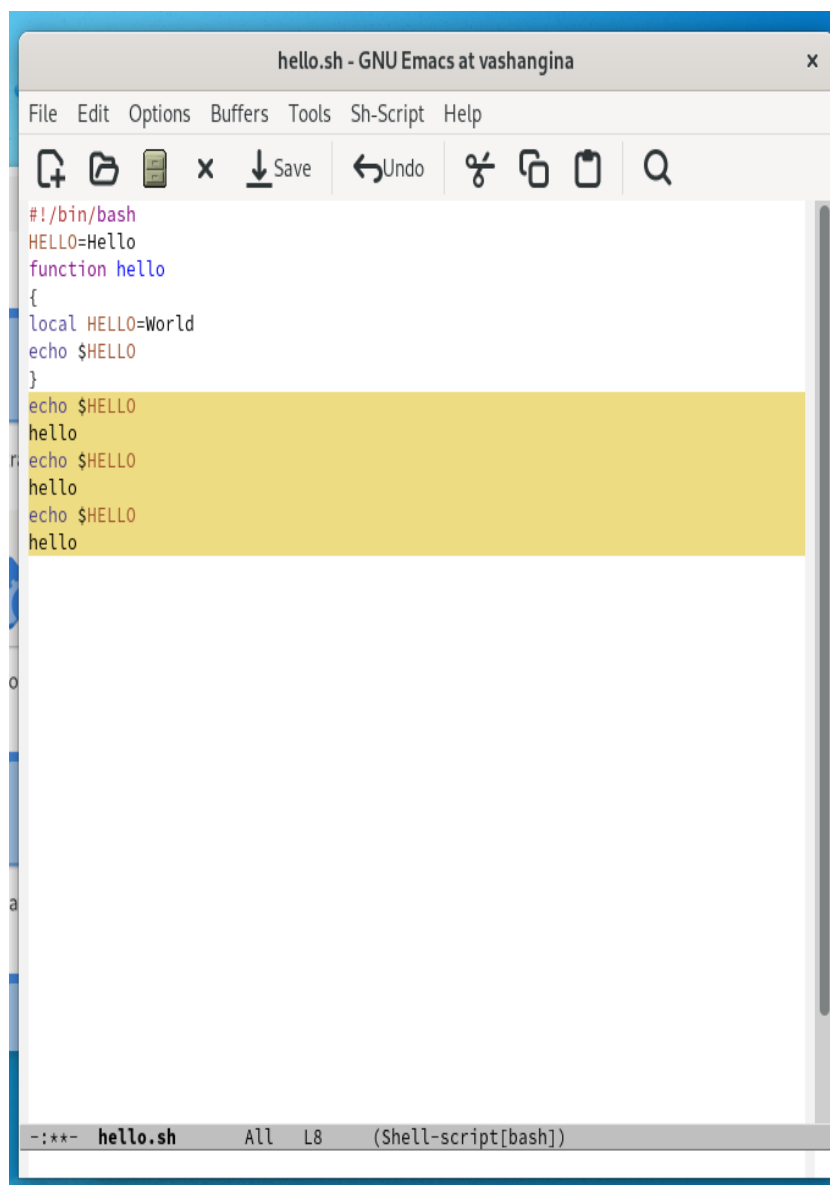 hello.sh - GNU Emacs at vashangina
File Edit Options Buffers Tools Sh-Script Help
Save Undo
#!/bin/bash
HELLO=Hello
function hello
{
local HELLO=World
echo $HELLO
}
echo $HELLO
hello
echo $HELLO
hello
echo $HELLO
hello
-:**- hello.sh All L8 (Shell-script[bash])